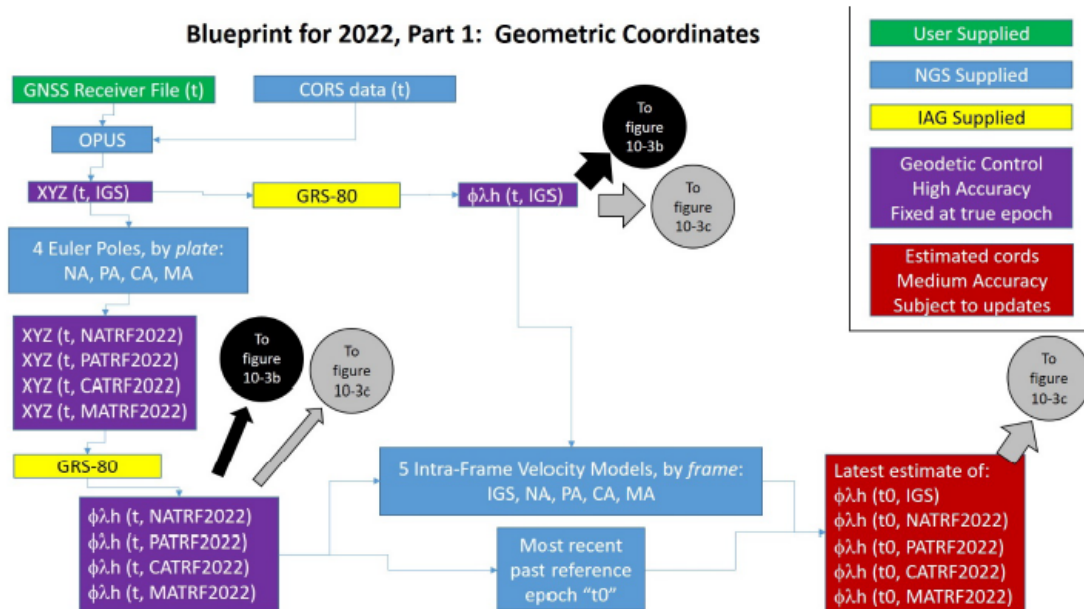 Blueprint for 2022, Part 1: Geometric Coordinates
User Supplied
NGS Supplied
IAG Supplied
Geodetic Control
High Accuracy
Fixed at true epoch
Estimated cords
Medium Accuracy
Subject to updates
GNSS Receiver File (t)
CORS data (t)
OPUS
XYZ (t, IGS)
GRS-80
ϕλh (t, IGS)
To
figure
10-3b
To
figure
10-3c
4 Euler Poles, by plate:
NA, PA, CA, MA
XYZ (t, NATRF2022)
XYZ (t, PATRF2022)
XYZ (t, CATRF2022)
XYZ (t, MATRF2022)
To
figure
10-3b
To
figure
10-3c
GRS-80
ϕλh (t, NATRF2022)
ϕλh (t, PATRF2022)
ϕλh (t, CATRF2022)
ϕλh (t, MATRF2022)
5 Intra-Frame Velocity Models, by frame:
IGS, NA, PA, CA, MA
Most recent
past reference
epoch "t0"
To
figure
10-3c
Latest estimate of:
ϕλh (t0, IGS)
ϕλh (t0, NATRF2022)
ϕλh (t0, PATRF2022)
ϕλh (t0, CATRF2022)
ϕλh (t0, MATRF2022)